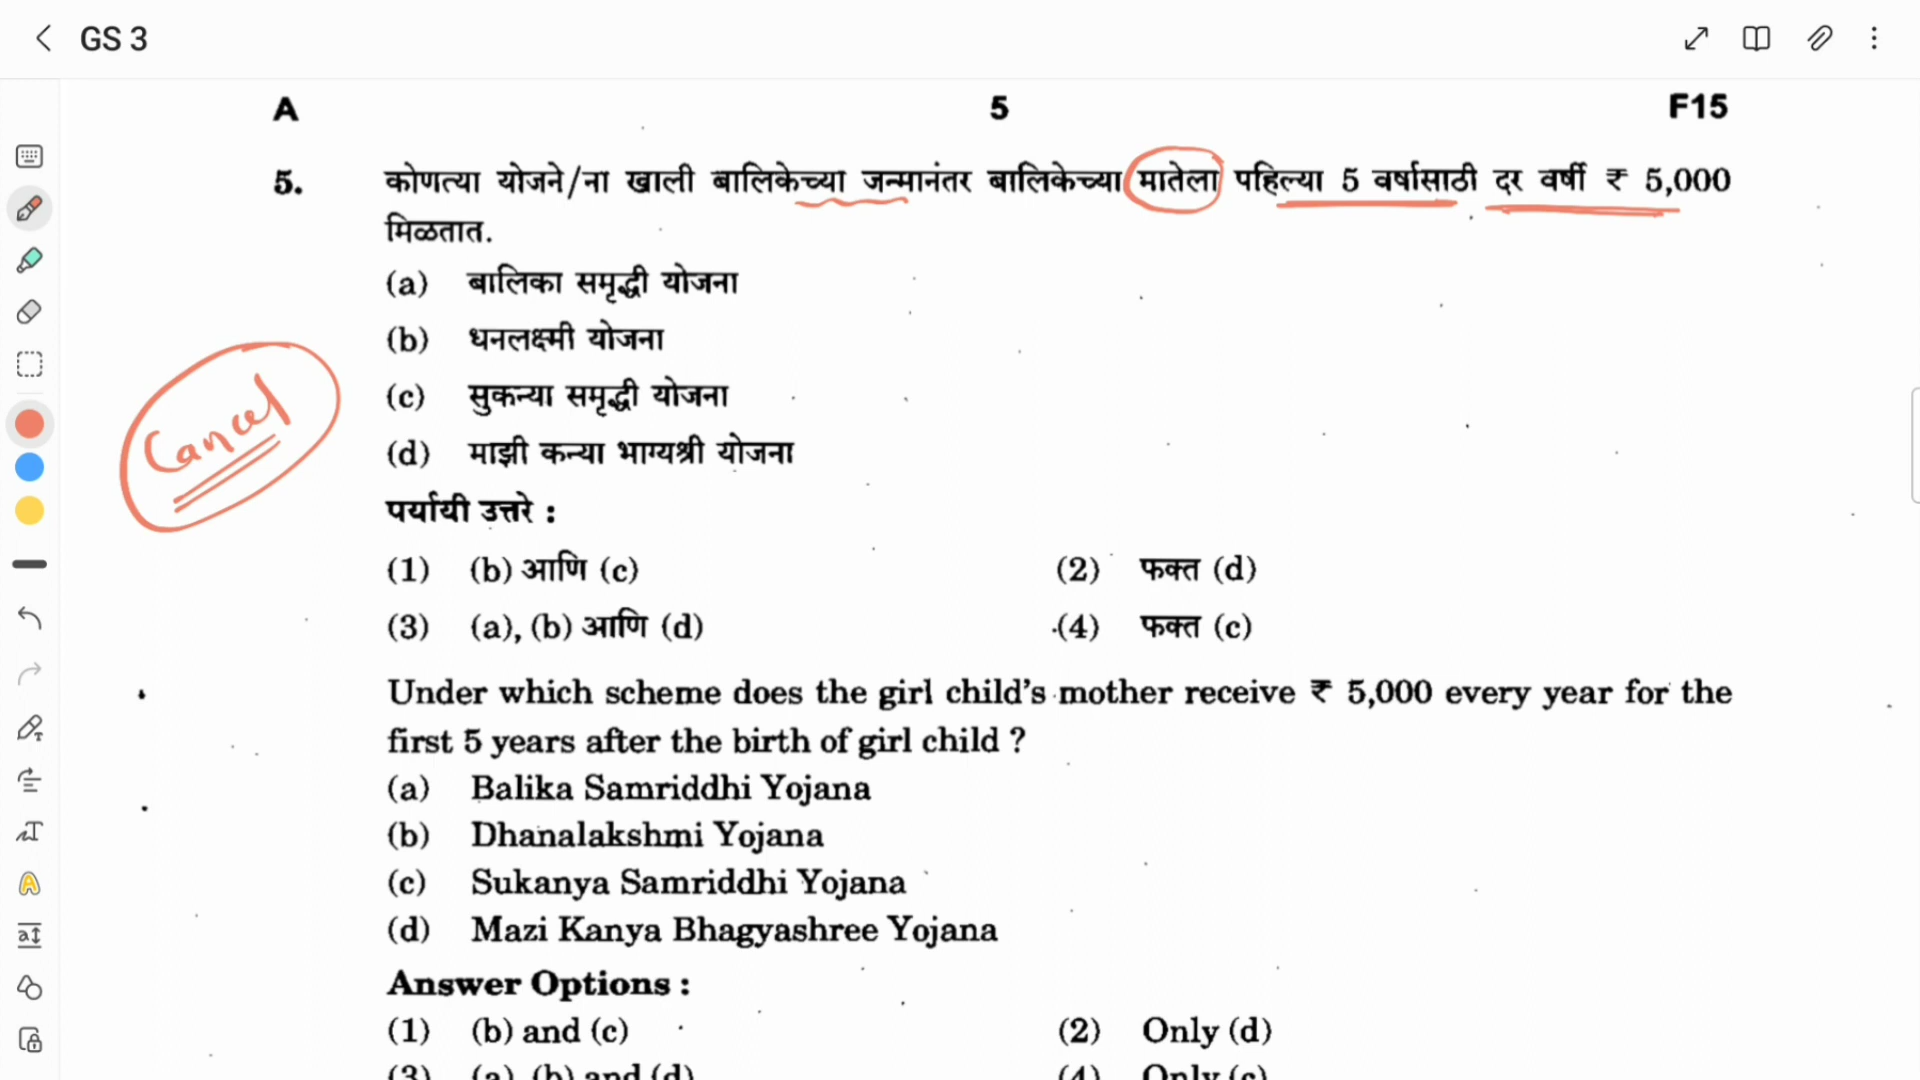 GS 3
A 5 F15
5. कोणत्या योजने/ना खाली बालिकेच्या जन्मानंतर बालिकेच्या मातेला पहिल्या 5 वर्षासाठी दर वर्षी ₹ 5,000
मिळतात.
(a) बालिका समृद्धी योजना
(b) धनलक्ष्मी योजना
(c) सुकन्या समृद्धी योजना
(d) माझी कन्या भाग्यश्री योजना
Cancel
पर्यायी उत्तरे :
(1) (b) आणि (c) (2) फक्त (d)
(3) (a), (b) आणि (d) (4) फक्त (c)
Under which scheme does the girl child's mother receive ₹ 5,000 every year for the
first 5 years after the birth of girl child ?
(a) Balika Samriddhi Yojana
(b) Dhanalakshmi Yojana
(c) Sukanya Samriddhi Yojana
(d) Mazi Kanya Bhagyashree Yojana
Answer Options :
(1) (b) and (c) (2) Only (d)
(3) (a), (b) and (d) (4) Only (c)